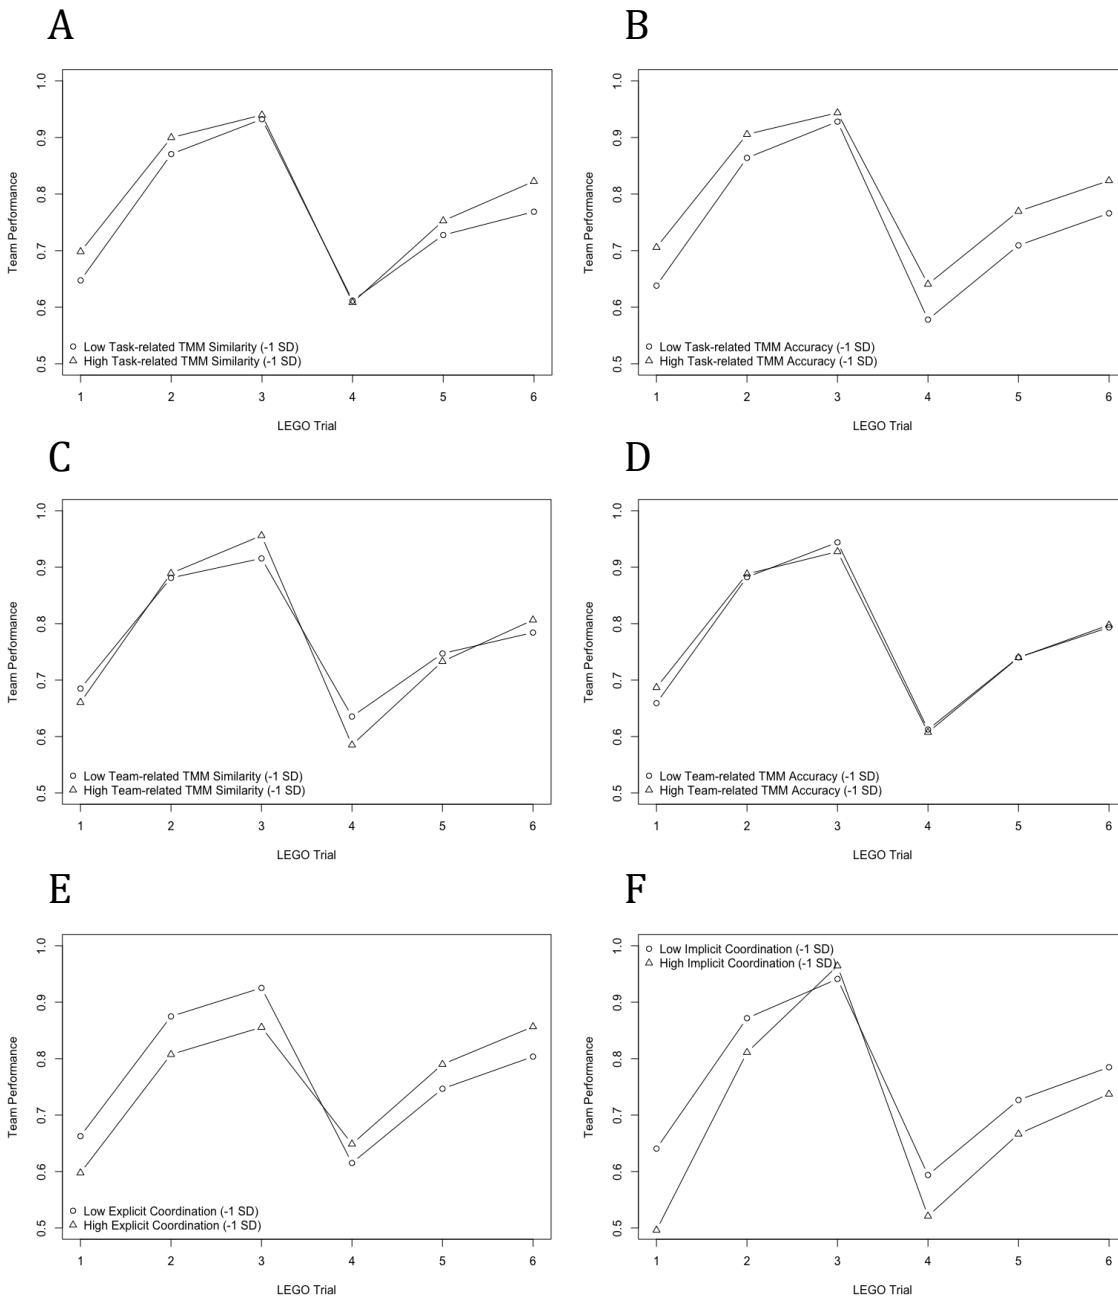 A
B
1.0
0.9
0.8
0.7
0.6
0.5
Team Performance
Low Task-related TMM Similarity (-1 SD)
High Task-related TMM Similarity (-1 SD)
1 2 3 4 5 6
LEGO Trial
1.0
0.9
0.8
0.7
0.6
0.5
Team Performance
Low Task-related TMM Accuracy (-1 SD)
High Task-related TMM Accuracy (-1 SD)
1 2 3 4 5 6
LEGO Trial
C
D
1.0
0.9
0.8
0.7
0.6
0.5
Team Performance
Low Team-related TMM Similarity (-1 SD)
High Team-related TMM Similarity (-1 SD)
1 2 3 4 5 6
LEGO Trial
1.0
0.9
0.8
0.7
0.6
0.5
Team Performance
Low Team-related TMM Accuracy (-1 SD)
High Team-related TMM Accuracy (-1 SD)
1 2 3 4 5 6
LEGO Trial
E
F
1.0
0.9
0.8
0.7
0.6
0.5
Team Performance
Low Explicit Coordination (-1 SD)
High Explicit Coordination (-1 SD)
1 2 3 4 5 6
LEGO Trial
1.0
0.9
0.8
0.7
0.6
0.5
Team Performance
Low Implicit Coordination (-1 SD)
High Implicit Coordination (-1 SD)
1 2 3 4 5 6
LEGO Trial